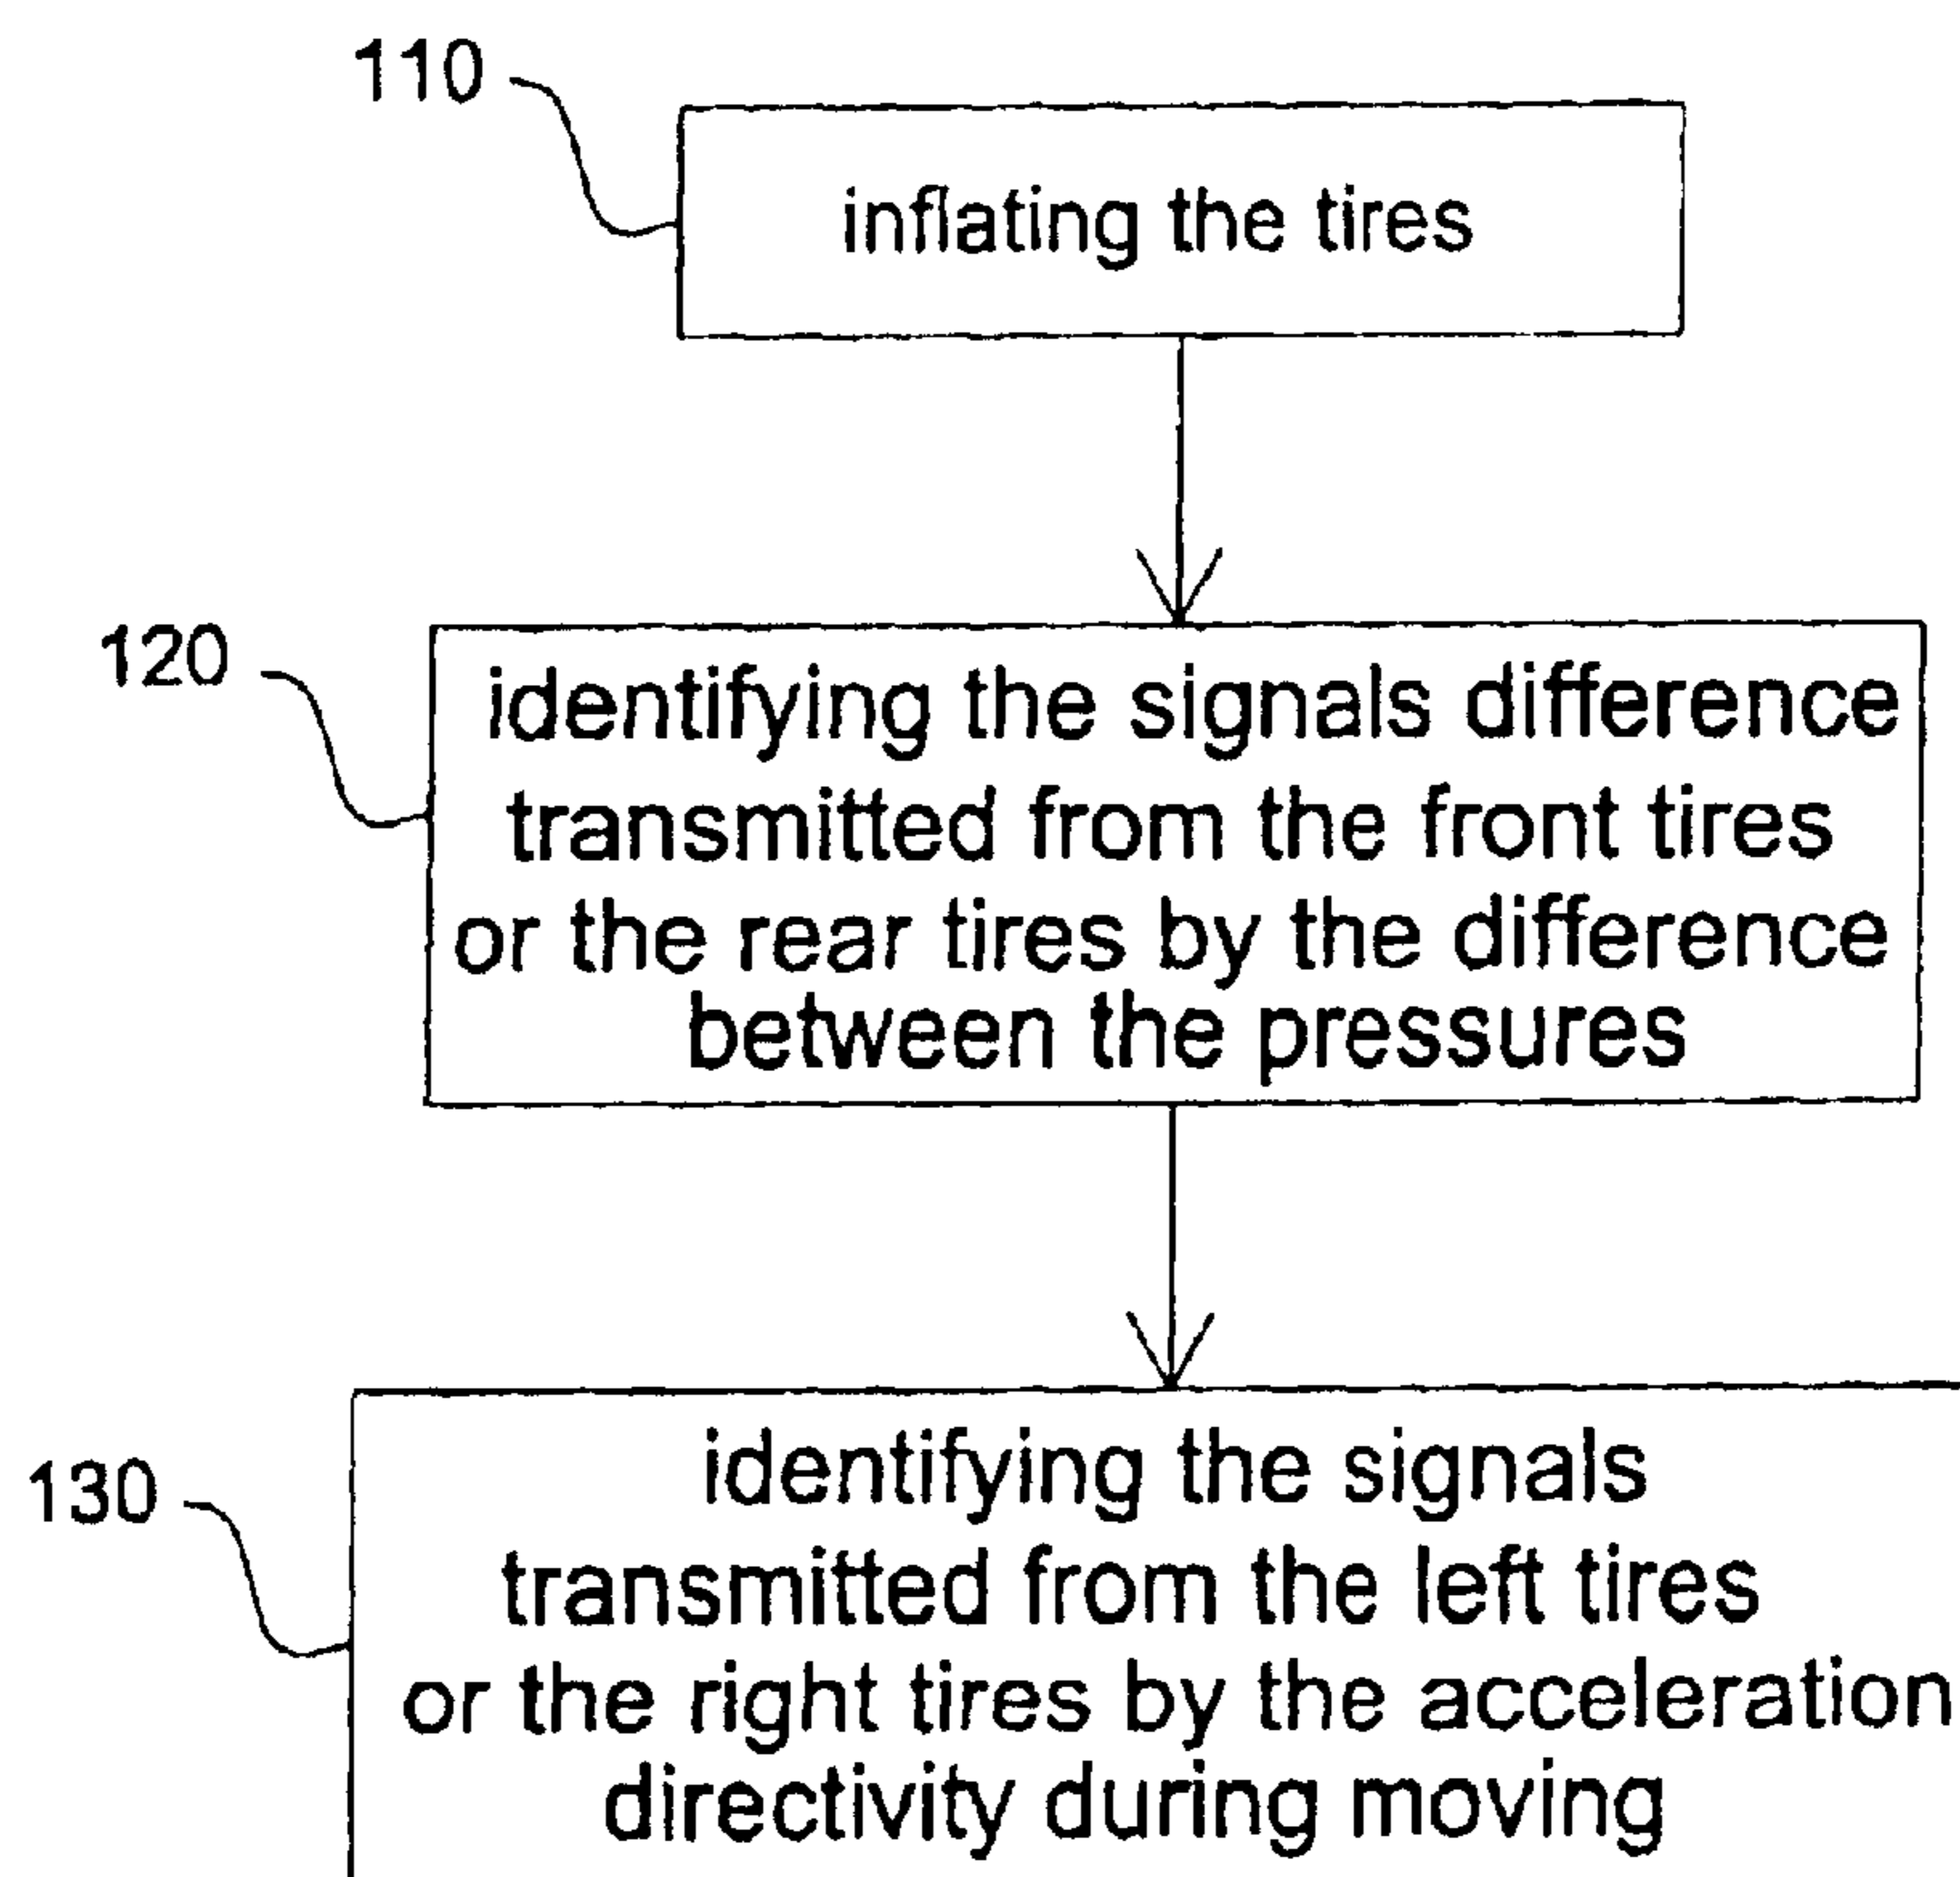 110
inflating the tires
120
identifying the signals difference
transmitted from the front tires
or the rear tires by the difference
between the pressures
130
identifying the signals
transmitted from the left tires
or the right tires by the acceleration
directivity during moving